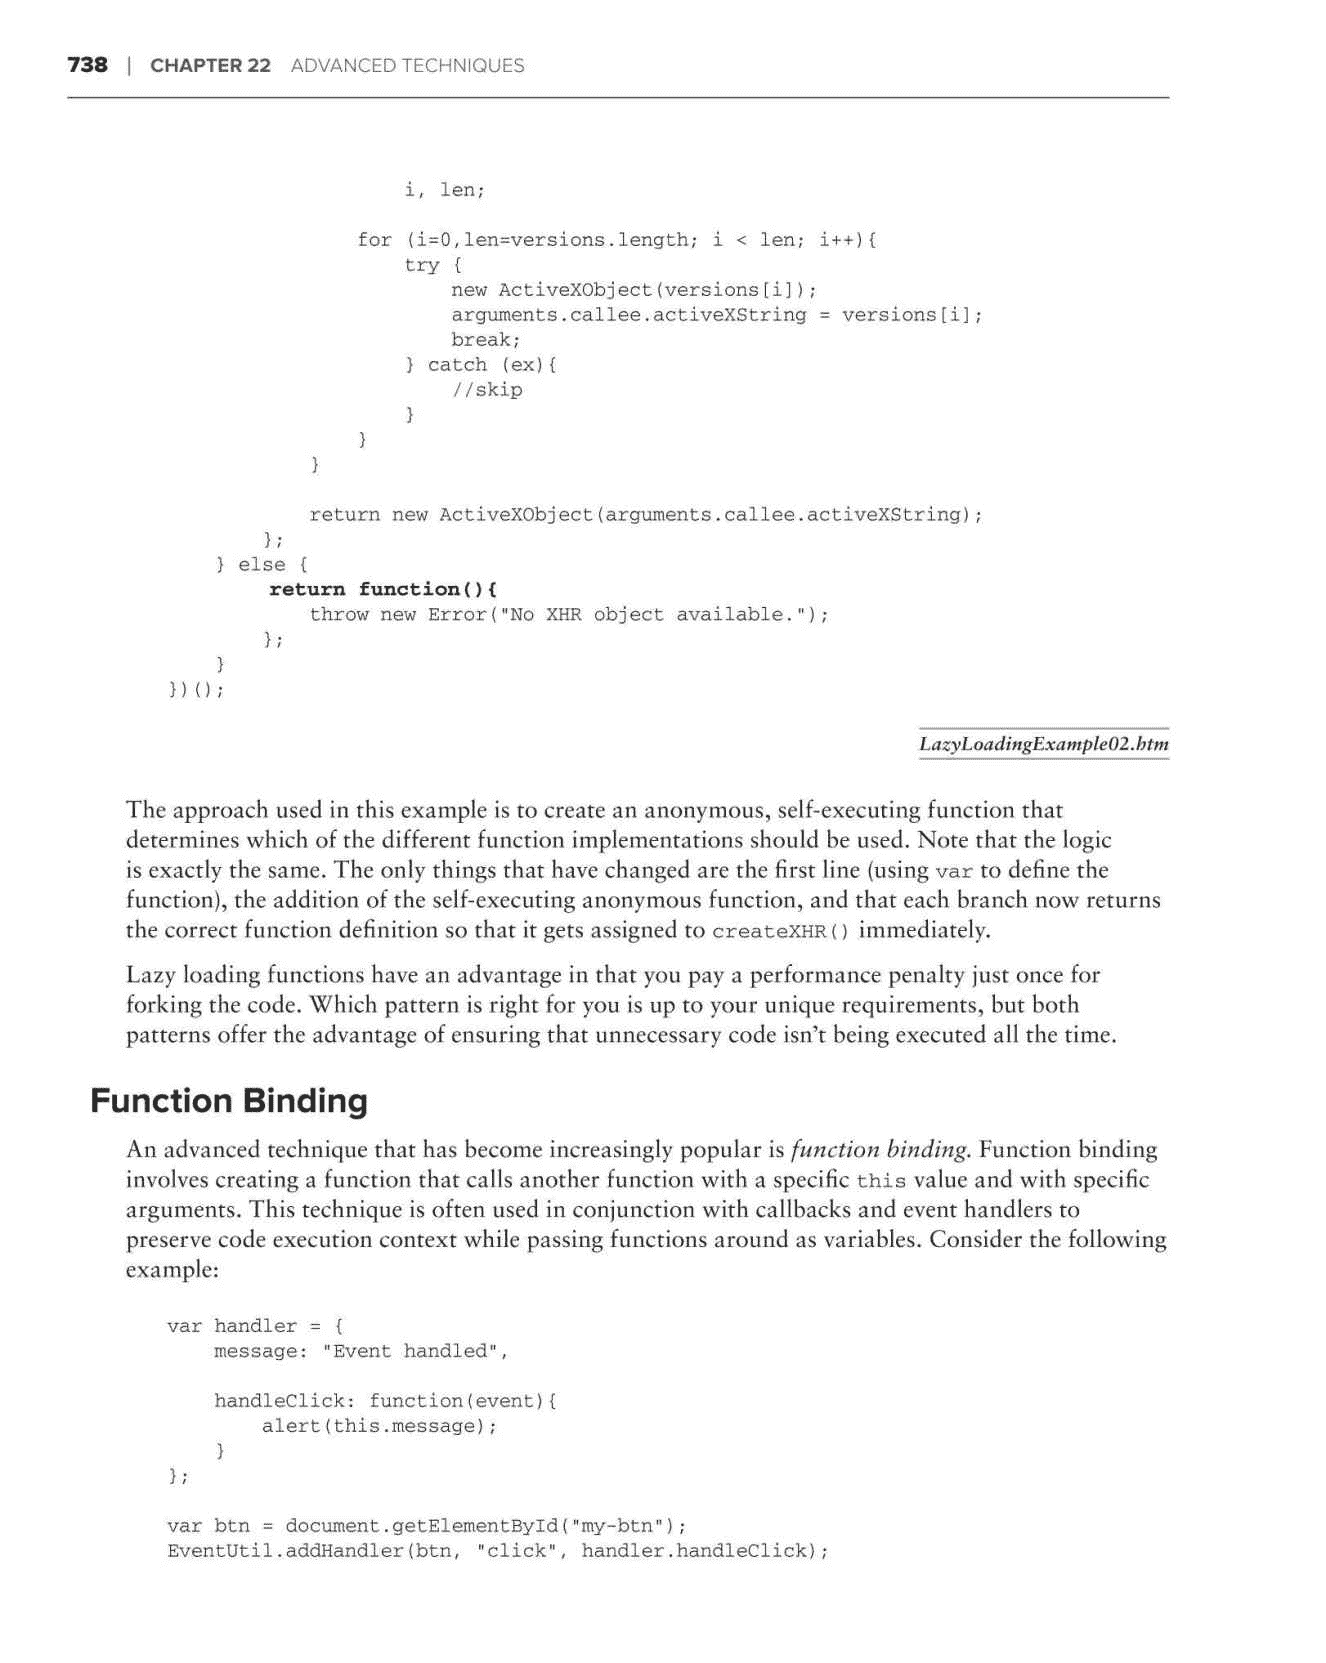 738 | CHAPTER 22 ADVANCED TECHNIQUES
i, len;
for (i=0,len=versions.length; i < len; i++){
try {
new ActiveXObject(versions[i]);
arguments.callee.activeXString = versions[i];
break;
} catch (ex){
//skip
}
}
}
return new ActiveXObject(arguments.callee.activeXString);
};
} else {
return function(){
throw new Error("No XHR object available.");
};
}
})();
LazyLoadingExample02.htm
The approach used in this example is to create an anonymous, self-executing function that
determines which of the different function implementations should be used. Note that the logic
is exactly the same. The only things that have changed are the first line (using var to define the
function), the addition of the self-executing anonymous function, and that each branch now returns
the correct function definition so that it gets assigned to createXHR() immediately.
Lazy loading functions have an advantage in that you pay a performance penalty just once for
forking the code. Which pattern is right for you is up to your unique requirements, but both
patterns offer the advantage of ensuring that unnecessary code isn't being executed all the time.
Function Binding
An advanced technique that has become increasingly popular is function binding. Function binding
involves creating a function that calls another function with a specific this value and with specific
arguments. This technique is often used in conjunction with callbacks and event handlers to
preserve code execution context while passing functions around as variables. Consider the following
example:
var handler = {
message: "Event handled",
handleClick: function(event){
alert(this.message);
}
};
var btn = document.getElementById("my-btn");
EventUtil.addHandler(btn, "click", handler.handleClick);